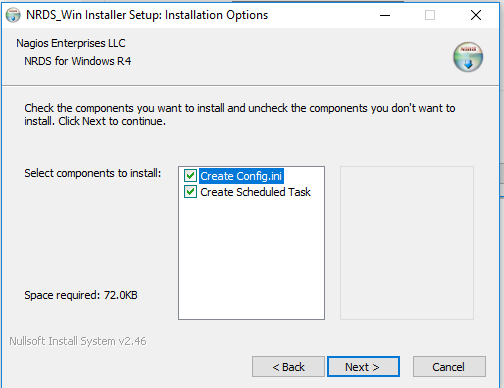 NRDS_Win Installer Setup: Installation Options
Nagios Enterprises LLC
NRDS for Windows R4
Check the components you want to install and uncheck the components you don't want to
install. Click Next to continue.
Select components to install:
Create Config.ini
Create Scheduled Task
Space required: 72.0KB
Nullsoft Install System v2.46
< Back
Next >
Cancel